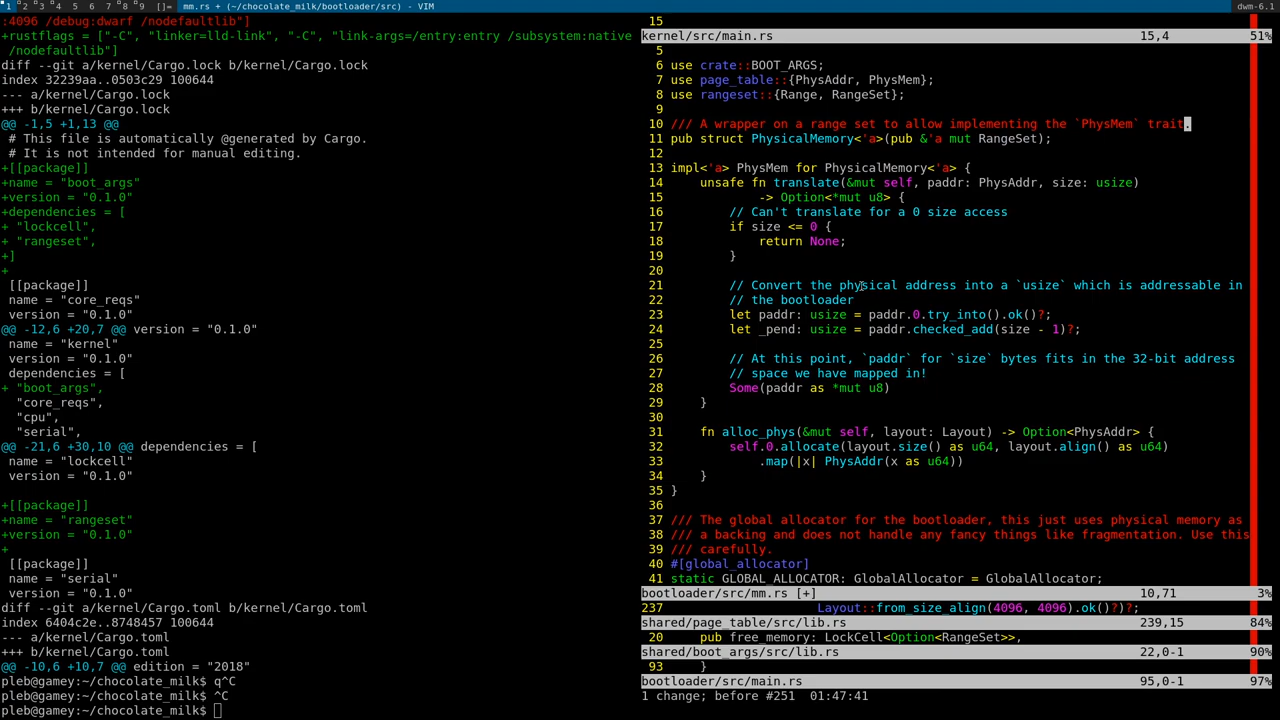 1 2 3 4 5 6 7 8 9 []= mm.rs + (~/chocolate_milk/bootloader/src) - VIM dwm-6.1
:4096 /debug:dwarf /nodefaultlib"]
+rustflags = ["-C", "linker=lld-link", "-C", "link-args=/entry:entry /subsystem:native
 /nodefaultlib"]
diff --git a/kernel/Cargo.lock b/kernel/Cargo.lock
index 32239aa..0503c29 100644
--- a/kernel/Cargo.lock
+++ b/kernel/Cargo.lock
@@ -1,5 +1,13 @@
 # This file is automatically @generated by Cargo.
 # It is not intended for manual editing.
+[[package]]
+name = "boot_args"
+version = "0.1.0"
+dependencies = [
+ "lockcell",
+ "rangeset",
+]
+
 [[package]]
 name = "core_reqs"
 version = "0.1.0"
@@ -12,6 +20,7 @@ version = "0.1.0"
 name = "kernel"
 version = "0.1.0"
 dependencies = [
+ "boot_args",
  "core_reqs",
  "cpu",
  "serial",
@@ -21,6 +30,10 @@ dependencies = [
 name = "lockcell"
 version = "0.1.0"

+[[package]]
+name = "rangeset"
+version = "0.1.0"
+
 [[package]]
 name = "serial"
 version = "0.1.0"
diff --git a/kernel/Cargo.toml b/kernel/Cargo.toml
index 6404c2e..8748457 100644
--- a/kernel/Cargo.toml
+++ b/kernel/Cargo.toml
@@ -10,6 +10,7 @@ edition = "2018"
pleb@gamey:~/chocolate_milk$ q^C
pleb@gamey:~/chocolate_milk$ ^C
pleb@gamey:~/chocolate_milk$
15
kernel/src/main.rs 15,4 51%
5
6 use crate::BOOT_ARGS;
7 use page_table::{PhysAddr, PhysMem};
8 use rangeset::{Range, RangeSet};
9
10 /// A wrapper on a range set to allow implementing the `PhysMem` trait.
11 pub struct PhysicalMemory<'a>(pub &'a mut RangeSet);
12
13 impl<'a> PhysMem for PhysicalMemory<'a> {
14     unsafe fn translate(&mut self, paddr: PhysAddr, size: usize)
15             -> Option<*mut u8> {
16         // Can't translate for a 0 size access
17         if size <= 0 {
18             return None;
19         }
20
21         // Convert the physical address into a `usize` which is addressable in
22         // the bootloader
23         let paddr: usize = paddr.0.try_into().ok()?;
24         let _pend: usize = paddr.checked_add(size - 1)?;
25
26         // At this point, `paddr` for `size` bytes fits in the 32-bit address
27         // space we have mapped in!
28         Some(paddr as *mut u8)
29     }
30
31     fn alloc_phys(&mut self, layout: Layout) -> Option<PhysAddr> {
32         self.0.allocate(layout.size() as u64, layout.align() as u64)
33             .map(|x| PhysAddr(x as u64))
34     }
35 }
36
37 /// The global allocator for the bootloader, this just uses physical memory as
38 /// a backing and does not handle any fancy things like fragmentation. Use this
39 /// carefully.
40 #[global_allocator]
41 static GLOBAL_ALLOCATOR: GlobalAllocator = GlobalAllocator;
bootloader/src/mm.rs [+] 10,71 3%
237                     Layout::from_size_align(4096, 4096).ok()?)?;
shared/page_table/src/lib.rs 239,15 84%
20     pub free_memory: LockCell<Option<RangeSet>>,
shared/boot_args/src/lib.rs 22,0-1 90%
93     }
bootloader/src/main.rs 95,0-1 97%
1 change; before #251  01:47:41